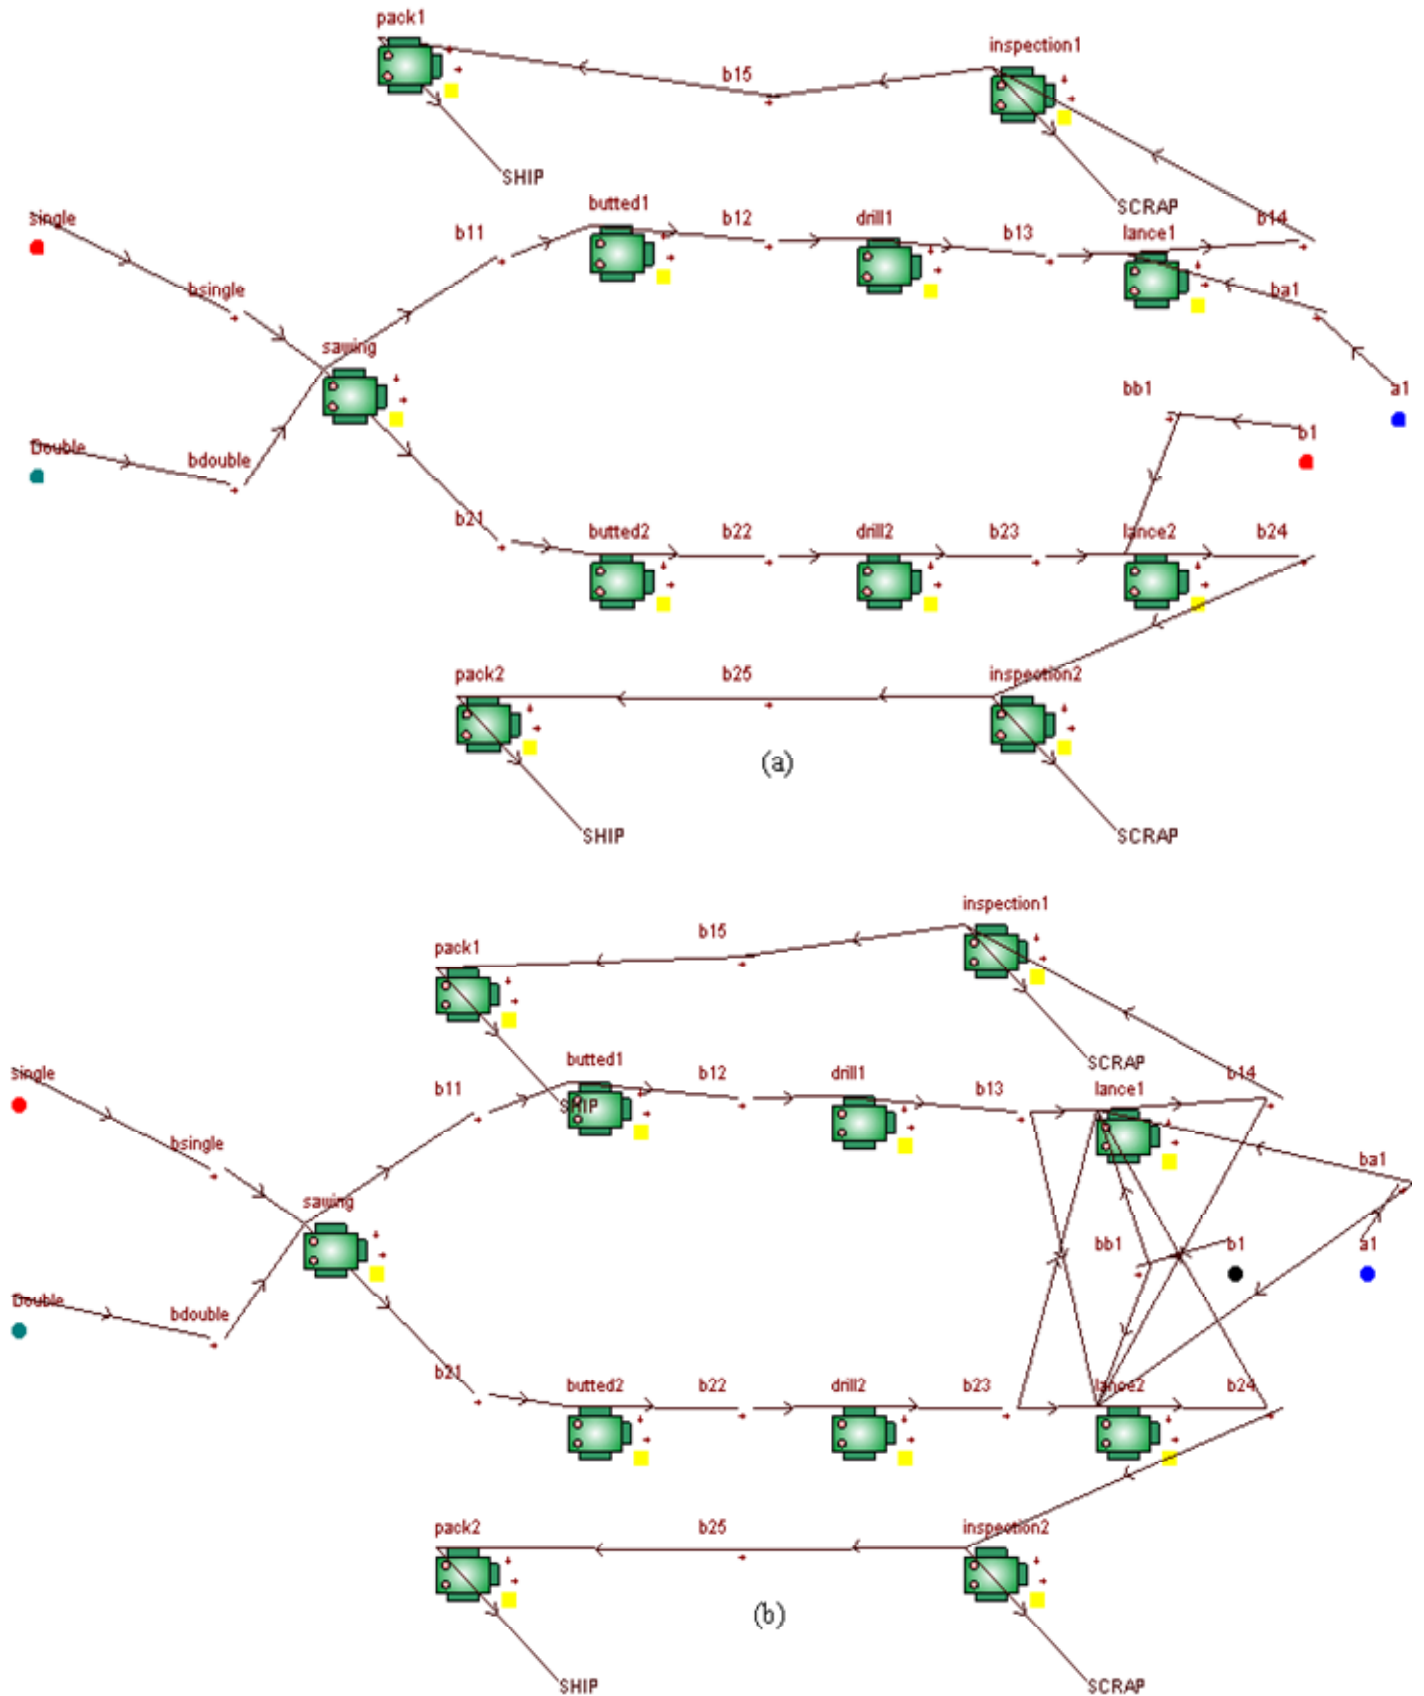 pack1
inspection1
b15
SHIP
SCRAP
single
b11
butted1
b12
drill1
b13
lance1
b14
bsingle
ba1
sawing
a1
bb1
b1
Double
bdouble
b21
butted2
b22
drill2
b23
lance2
b24
pack2
b25
inspection2
(a)
SHIP
SCRAP
inspection1
b15
pack1
SCRAP
single
b11
butted1
SHIP
b12
drill1
b13
lance1
b14
bsingle
ba1
sawing
bb1
b1
a1
Double
bdouble
b21
butted2
b22
drill2
b23
lance2
b24
pack2
b25
inspection2
(b)
SHIP
SCRAP